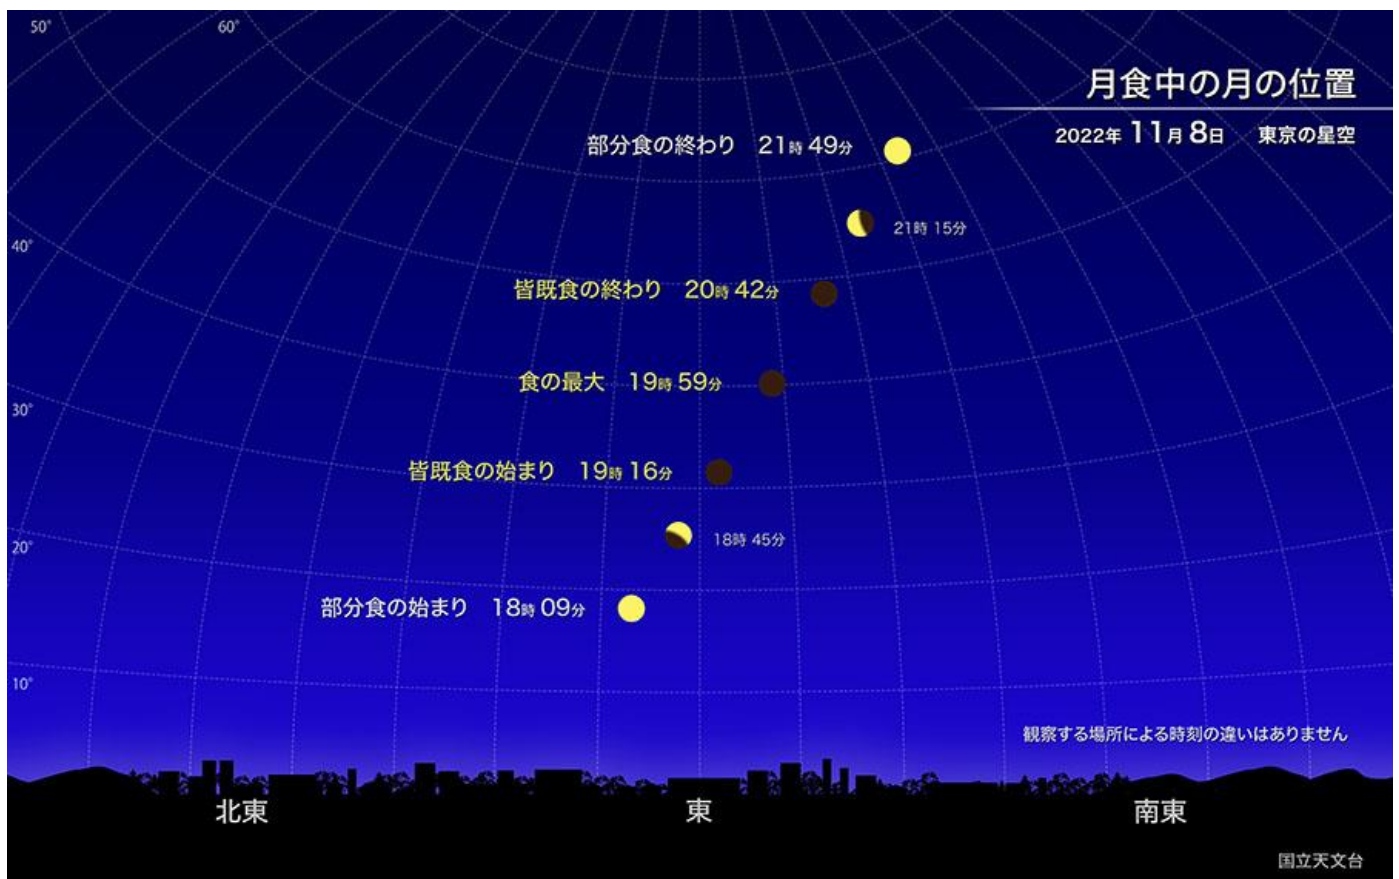 50°
60°
月食中の月の位置
2022年 11月 8日 東京の星空
部分食の終わり 21時 49分
21時 15分
40°
皆既食の終わり 20時 42分
食の最大 19時 59分
30°
皆既食の始まり 19時 16分
18時 45分
20°
部分食の始まり 18時 09分
10°
観察する場所による時刻の違いはありません
北東
東
南東
国立天文台